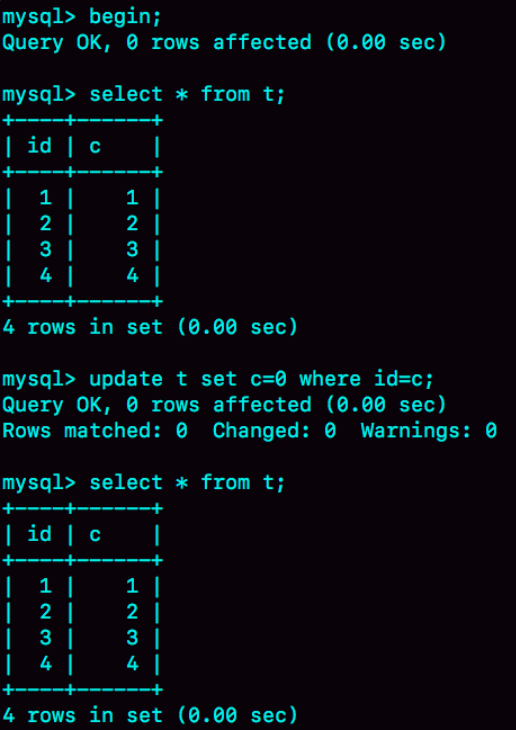 mysql> begin;
Query OK, 0 rows affected (0.00 sec)

mysql> select * from t;
+----+------+
| id | c    |
+----+------+
|  1 |    1 |
|  2 |    2 |
|  3 |    3 |
|  4 |    4 |
+----+------+
4 rows in set (0.00 sec)

mysql> update t set c=0 where id=c;
Query OK, 0 rows affected (0.00 sec)
Rows matched: 0  Changed: 0  Warnings: 0

mysql> select * from t;
+----+------+
| id | c    |
+----+------+
|  1 |    1 |
|  2 |    2 |
|  3 |    3 |
|  4 |    4 |
+----+------+
4 rows in set (0.00 sec)